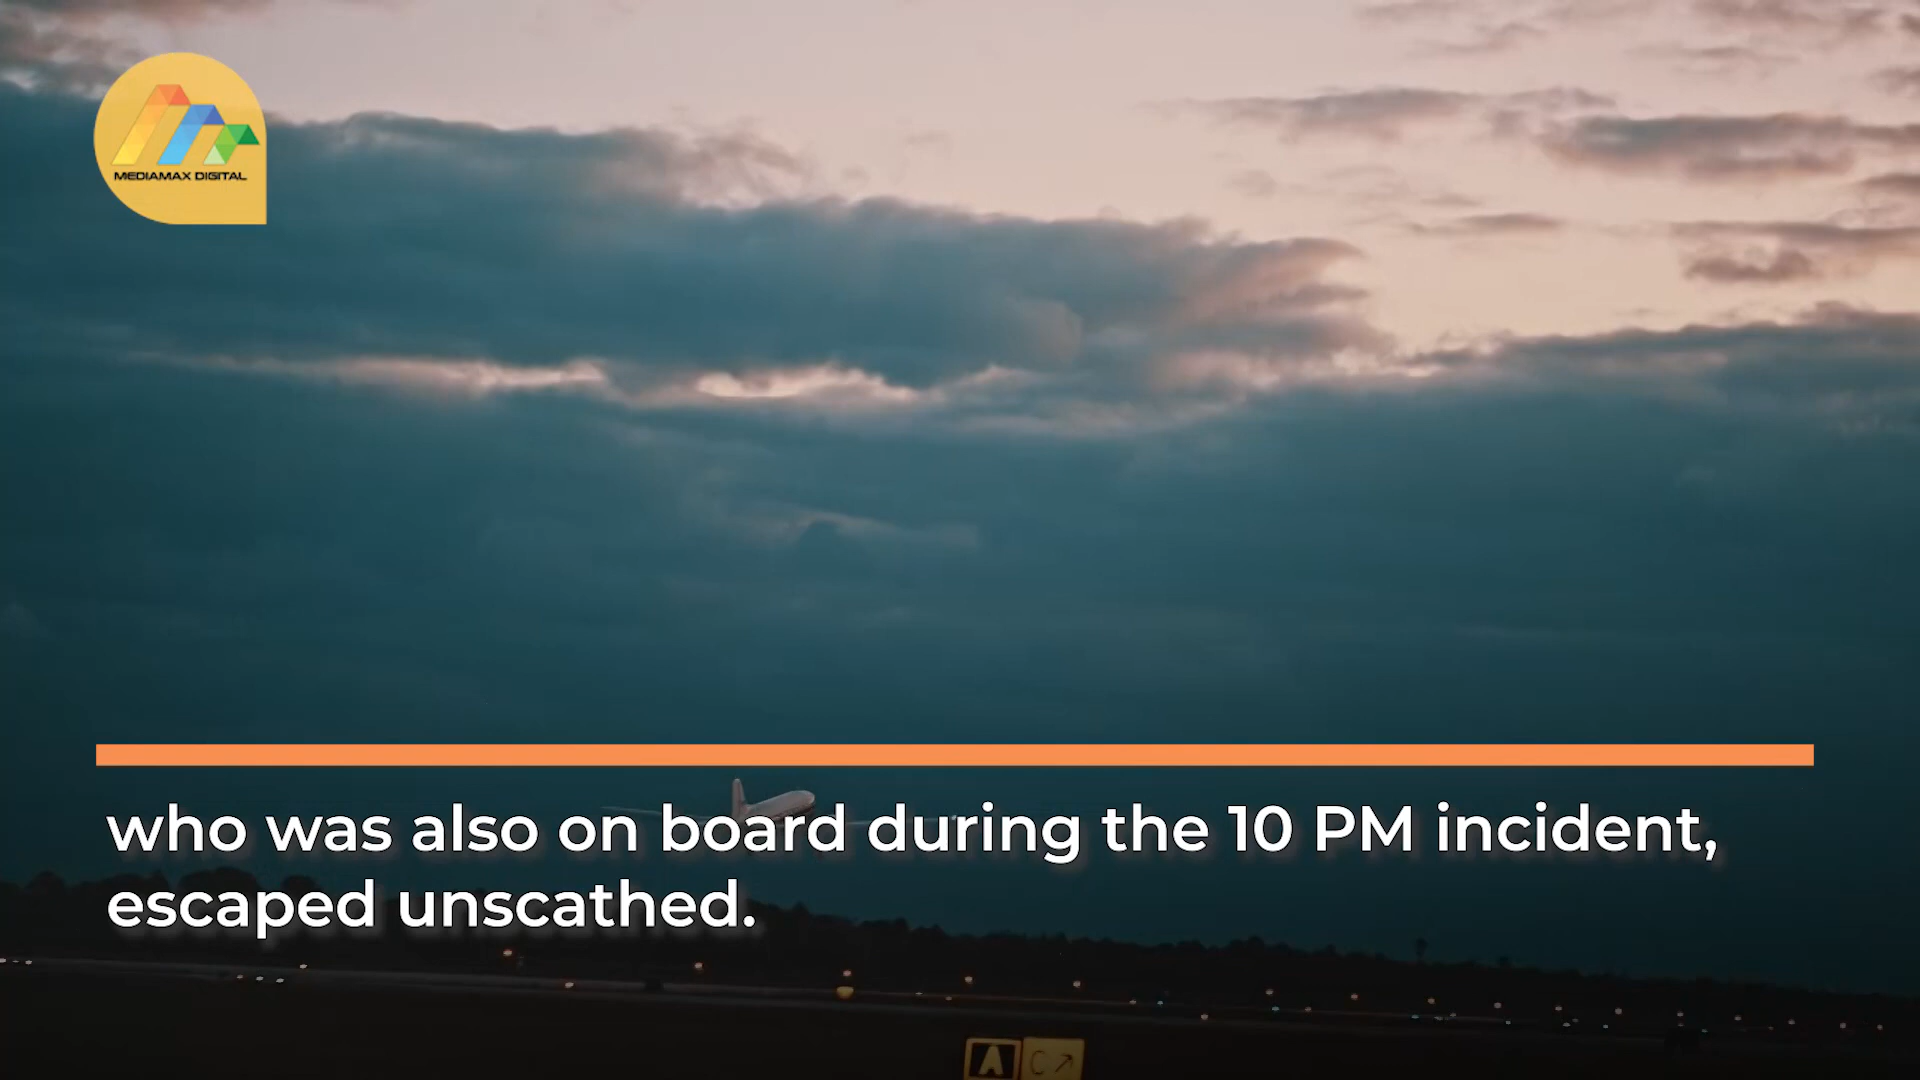 MEDIAMAX DIGITAL
who was also on board during the 10 PM incident,
escaped unscathed.
A C↗